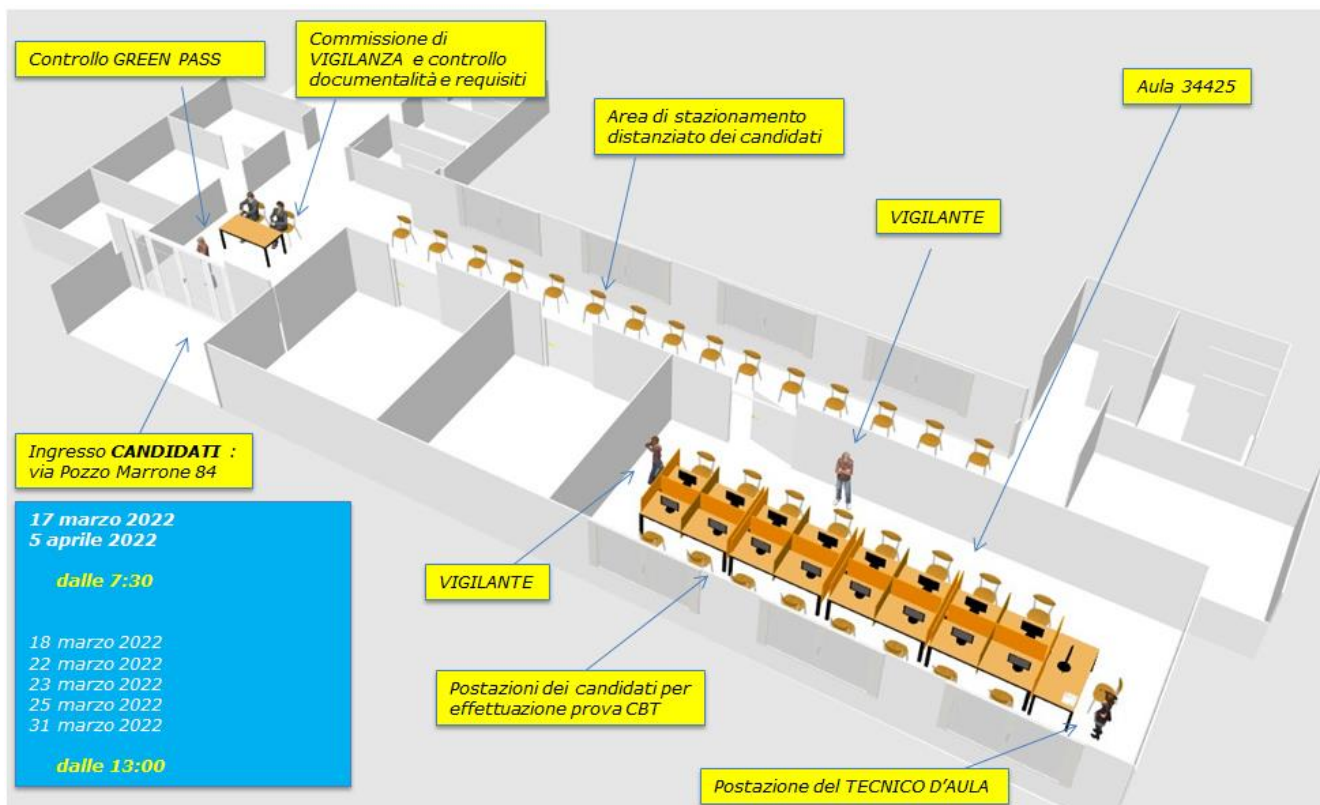 Controllo GREEN PASS
Commissione di
VIGILANZA e controllo
documentalità e requisiti
Area di stazionamento
distanziato dei candidati
Aula 34425
VIGILANTE
Ingresso CANDIDATI :
via Pozzo Marrone 84
17 marzo 2022
5 aprile 2022
dalle 7:30
18 marzo 2022
22 marzo 2022
23 marzo 2022
25 marzo 2022
31 marzo 2022
dalle 13:00
VIGILANTE
Postazioni dei candidati per
effettuazione prova CBT
Postazione del TECNICO D’AULA